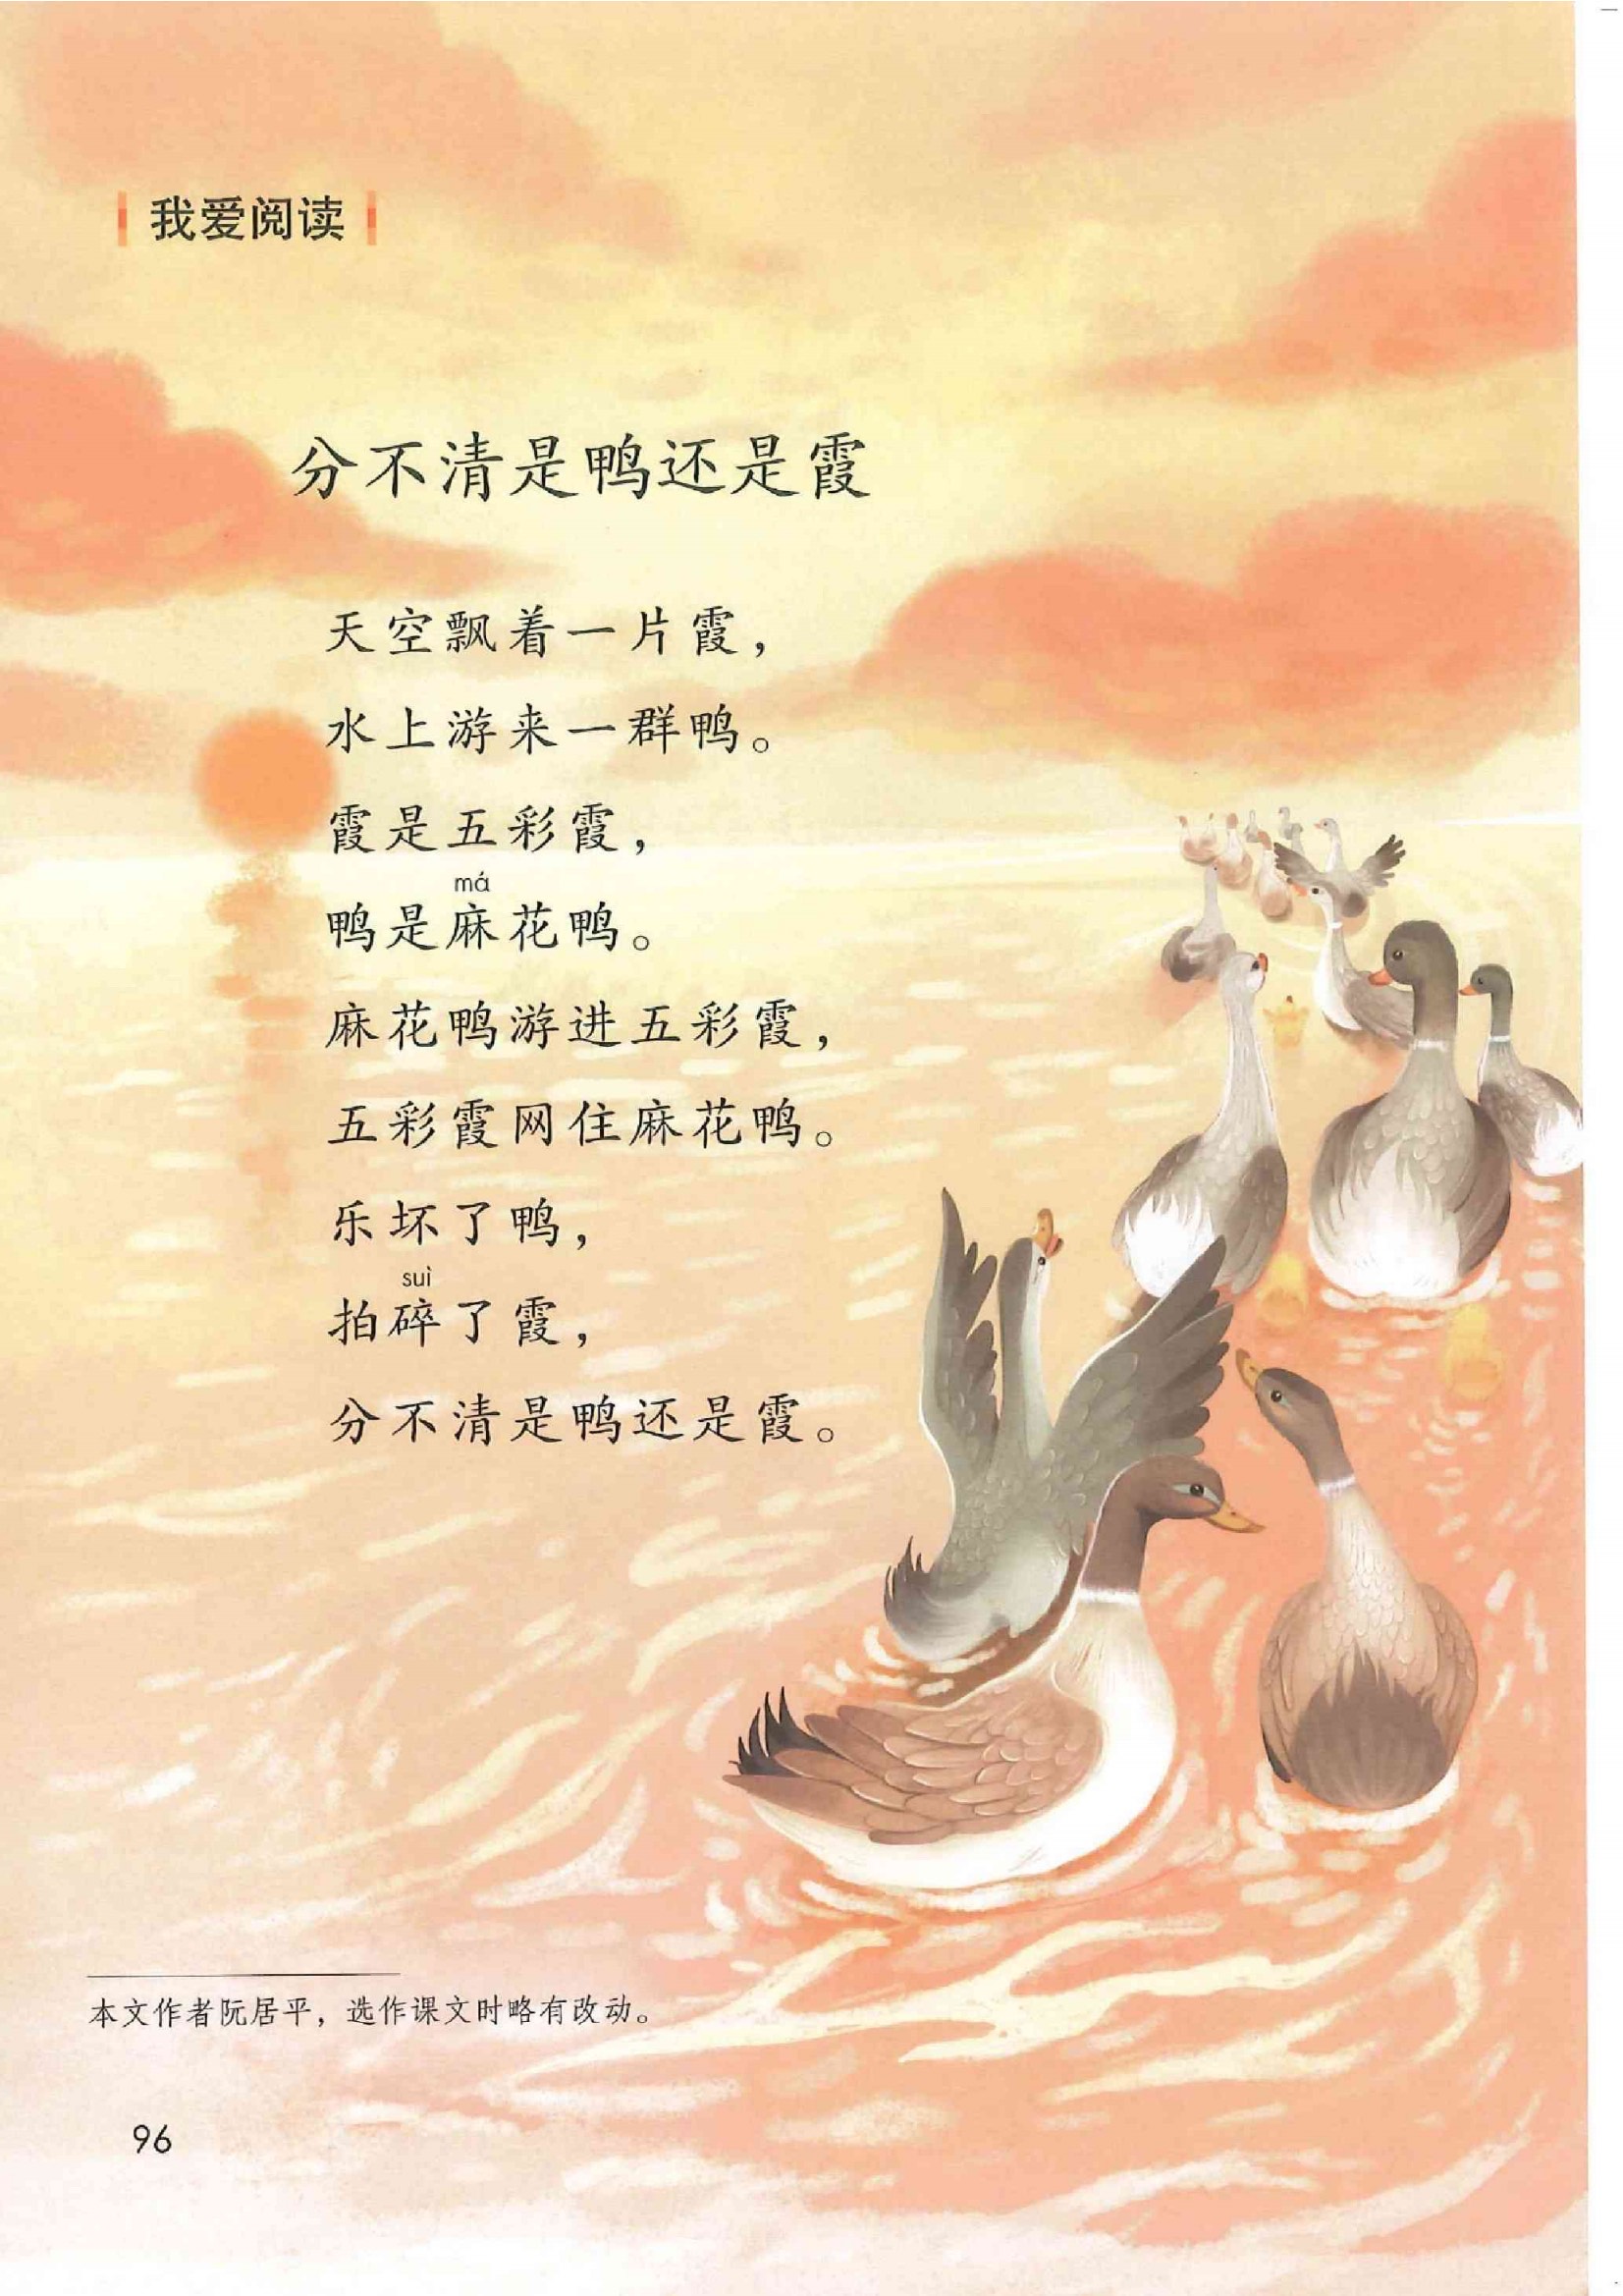 我爱阅读
分不清是鸭还是霞
天空飘着一片霞，
水上游来一群鸭。
霞是五彩霞，
má
鸭是麻花鸭。
麻花鸭游进五彩霞，
五彩霞网住麻花鸭。
乐坏了鸭，
suì
拍碎了霞，
分不清是鸭还是霞。
本文作者阮居平，选作课文时略有改动。
96